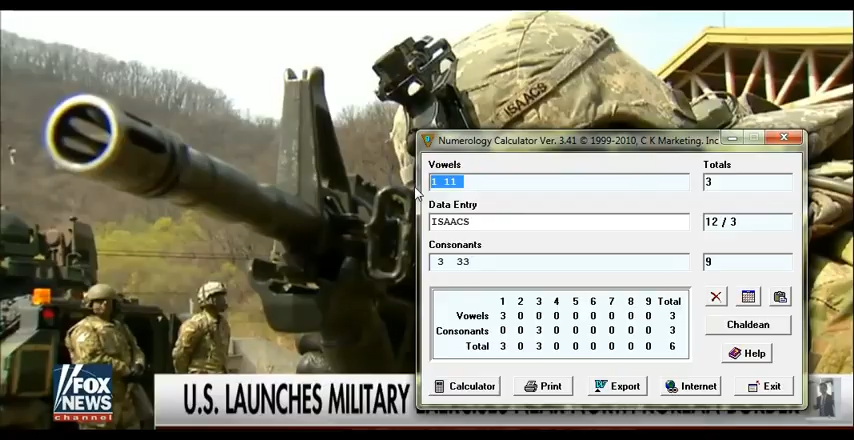 ISAACS
Numerology Calculator Ver. 3.41 © 1999-2010, C K Marketing. Inc
Vowels Totals
1 11 3
Data Entry
ISAACS 12 / 3
Consonants
3 33 9
1 2 3 4 5 6 7 8 9 Total
Vowels 3 0 0 0 0 0 0 0 0 3
Consonants 0 0 3 0 0 0 0 0 0 3
Total 3 0 3 0 0 0 0 0 0 6
Chaldean
Help
Calculator Print Export Internet Exit
FOX
NEWS
channel
U.S. LAUNCHES MILITARY